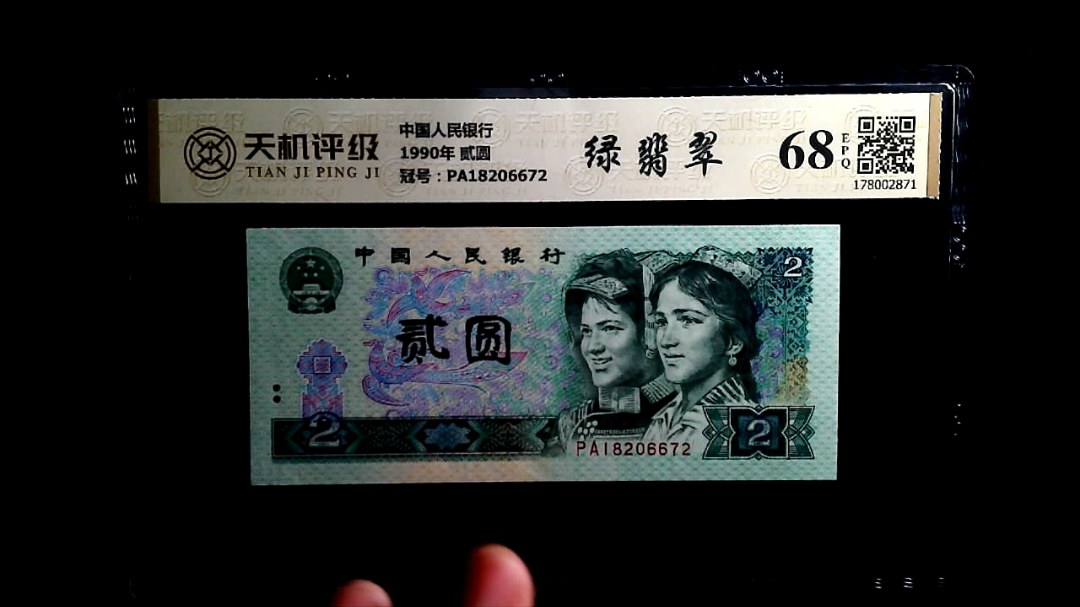 天机评级
TIAN JI PING JI
中国人民银行
1990年 贰圆
冠号：PA18206672
绿翡翠
68
EPQ
178002871
中国人民银行
2
贰圆
2
PA18206672
2